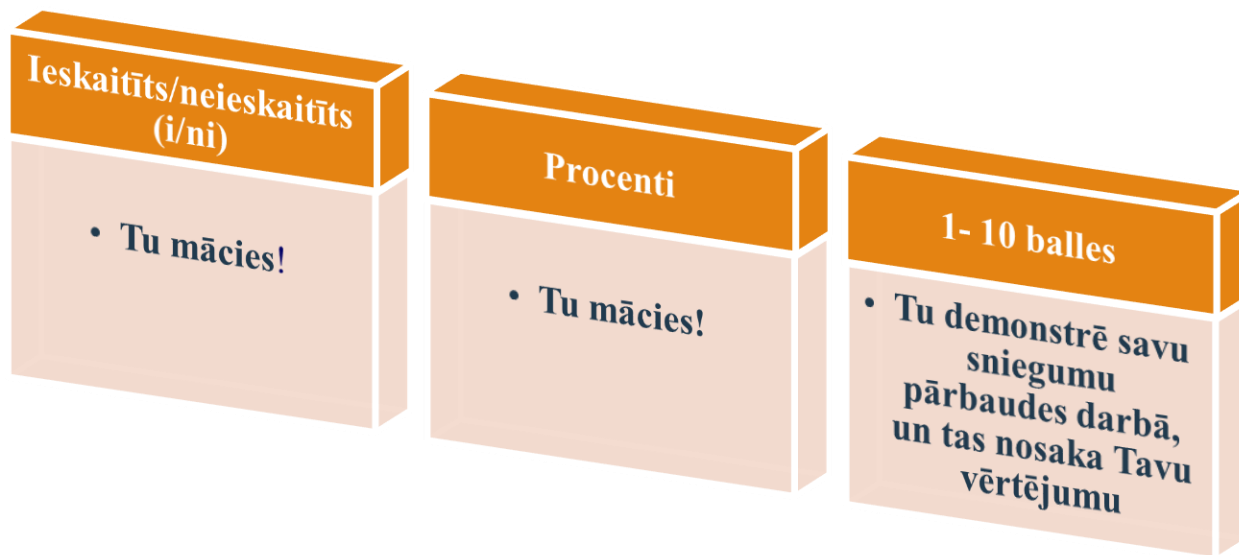 Ieskaitīts/neieskaitīts
(i/ni)
• Tu mācies!
Procenti
• Tu mācies!
1- 10 balles
• Tu demonstrē savu
sniegumu
pārbaudes darbā,
un tas nosaka Tavu
vērtējumu